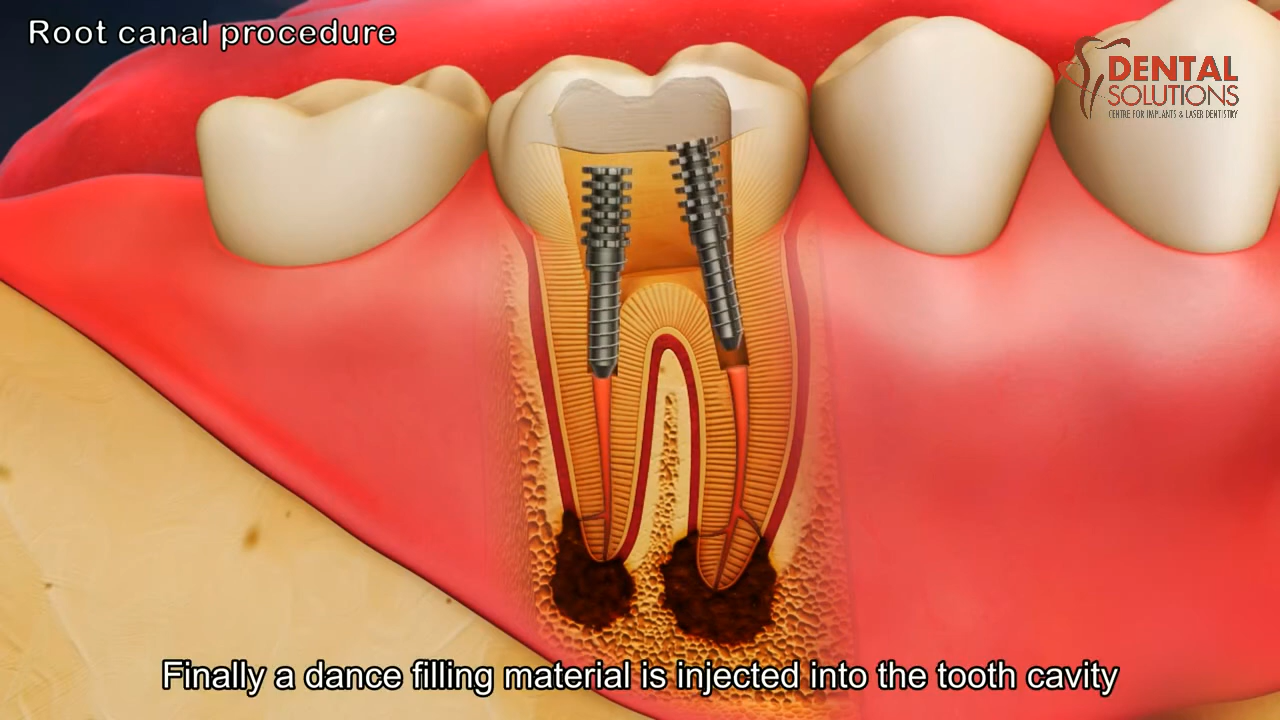 Root canal procedure
DENTAL
SOLUTIONS
CENTRE FOR IMPLANTS & LASER DENTISTRY
Finally a dance filling material is injected into the tooth cavity